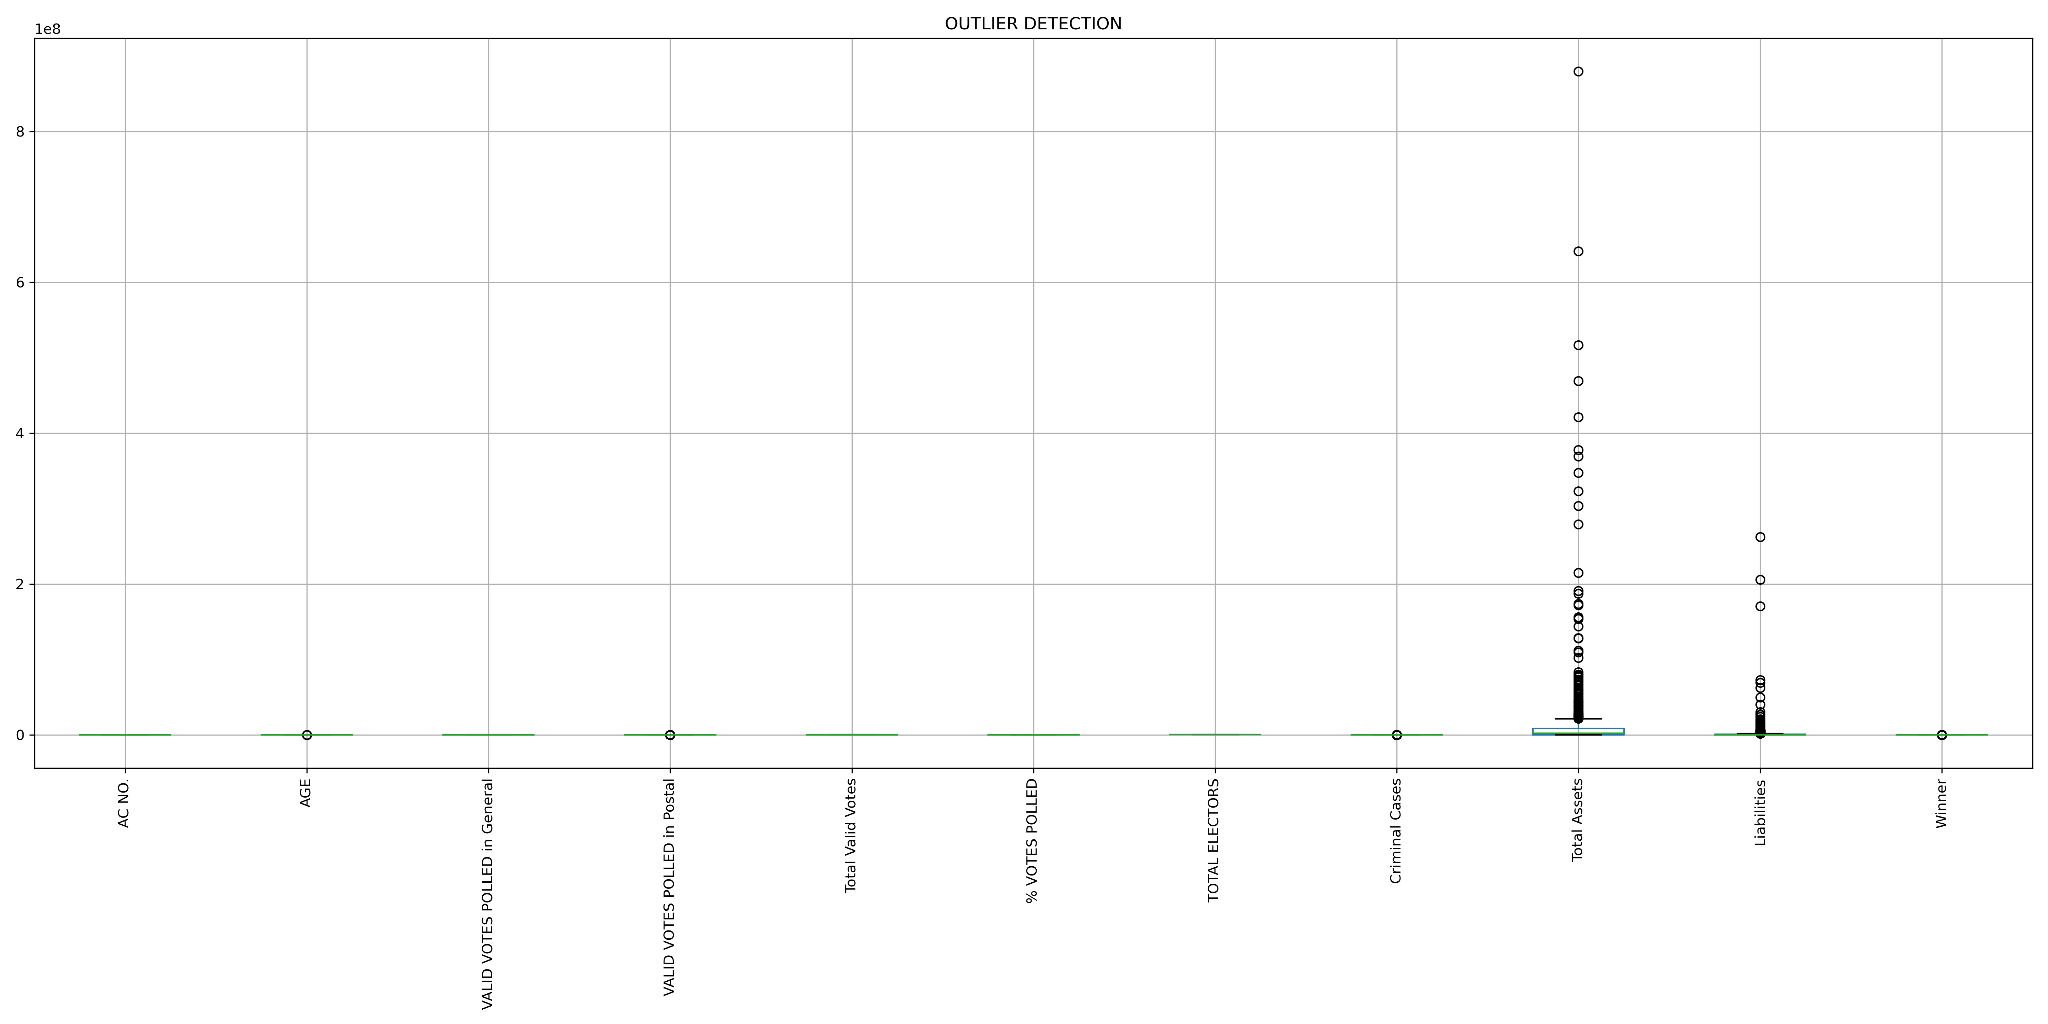 OUTLIER DETECTION
1e8
8
6
4
2
0
AC NO.
AGE
VALID VOTES POLLED in General
VALID VOTES POLLED in Postal
Total Valid Votes
% VOTES POLLED
TOTAL ELECTORS
Criminal Cases
Total Assets
Liabilities
Winner